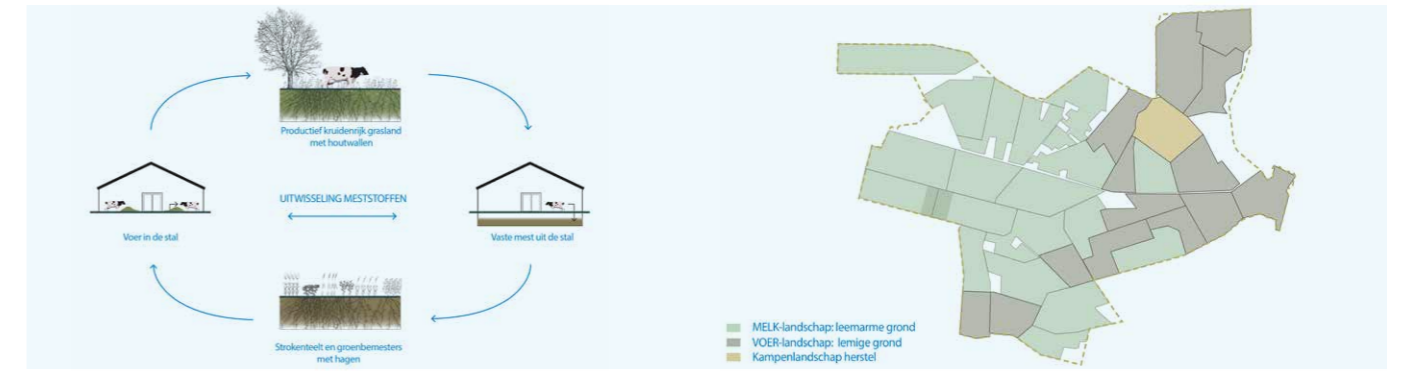 Productief kruidenrijk grasland
met houtwallen
UITWISSELING MESTSTOFFEN
Voer in de stal
Vaste mest uit de stal
Strokenteelt en groenbemesters
met hagen
MELK-landschap: leemarme grond
VOER-landschap: lemige grond
Kampenlandschap herstel